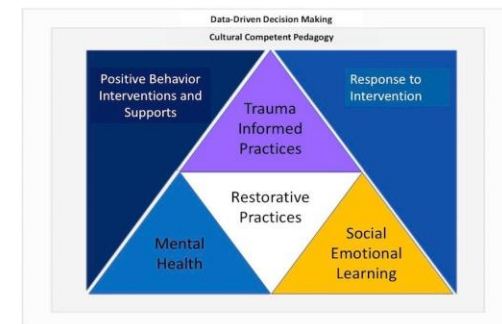 Data-Driven Decision Making
Cultural Competent Pedagogy
Positive Behavior
Interventions and
Supports
Response to
Intervention
Trauma
Informed
Practices
Restorative
Practices
Mental
Health
Social
Emotional
Learning